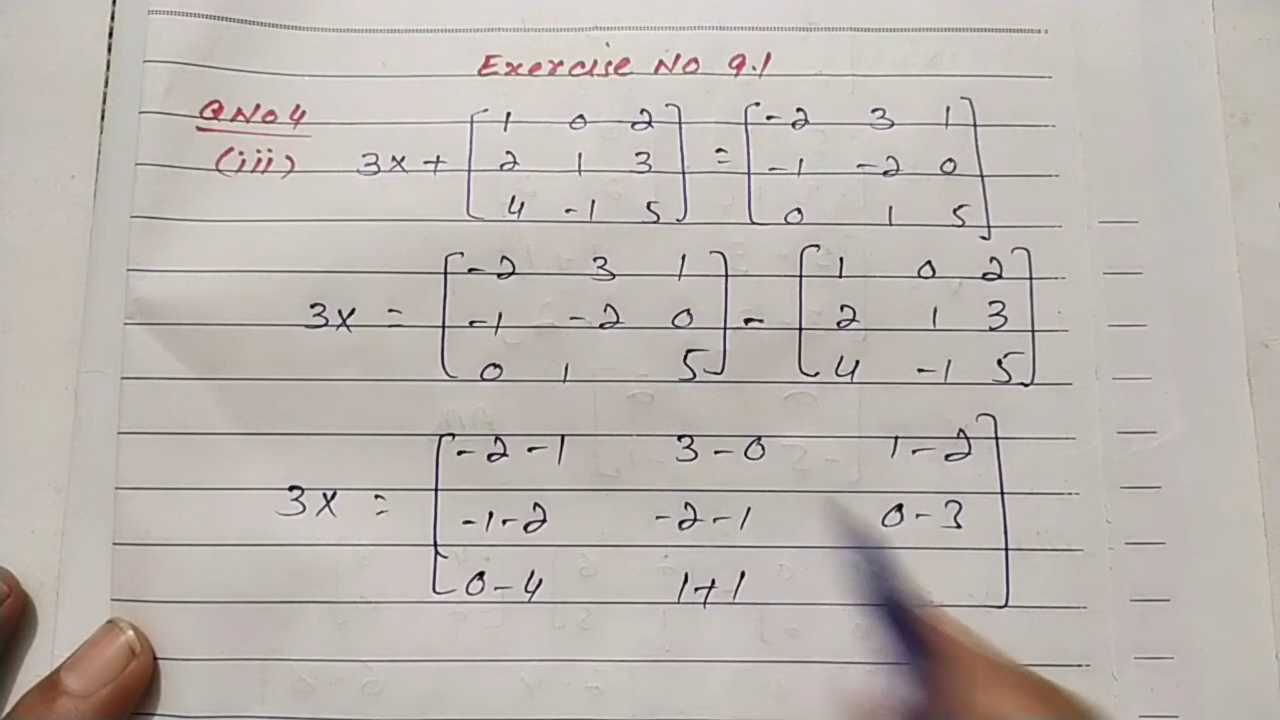 Exercise No 9.1
Q No 4
(iii) 3x + [ 1 0 2 ] = [ -2 3 1 ]
[ 2 1 3 ] [ -1 -2 0 ]
[ 4 -1 5 ] [ 0 1 5 ]
3x = [ -2 3 1 ] - [ 1 0 2 ]
[ -1 -2 0 ] [ 2 1 3 ]
[ 0 1 5 ] [ 4 -1 5 ]
3x = [ -2-1 3-0 1-2 ]
[ -1-2 -2-1 0-3 ]
[ 0-4 1+1 ]